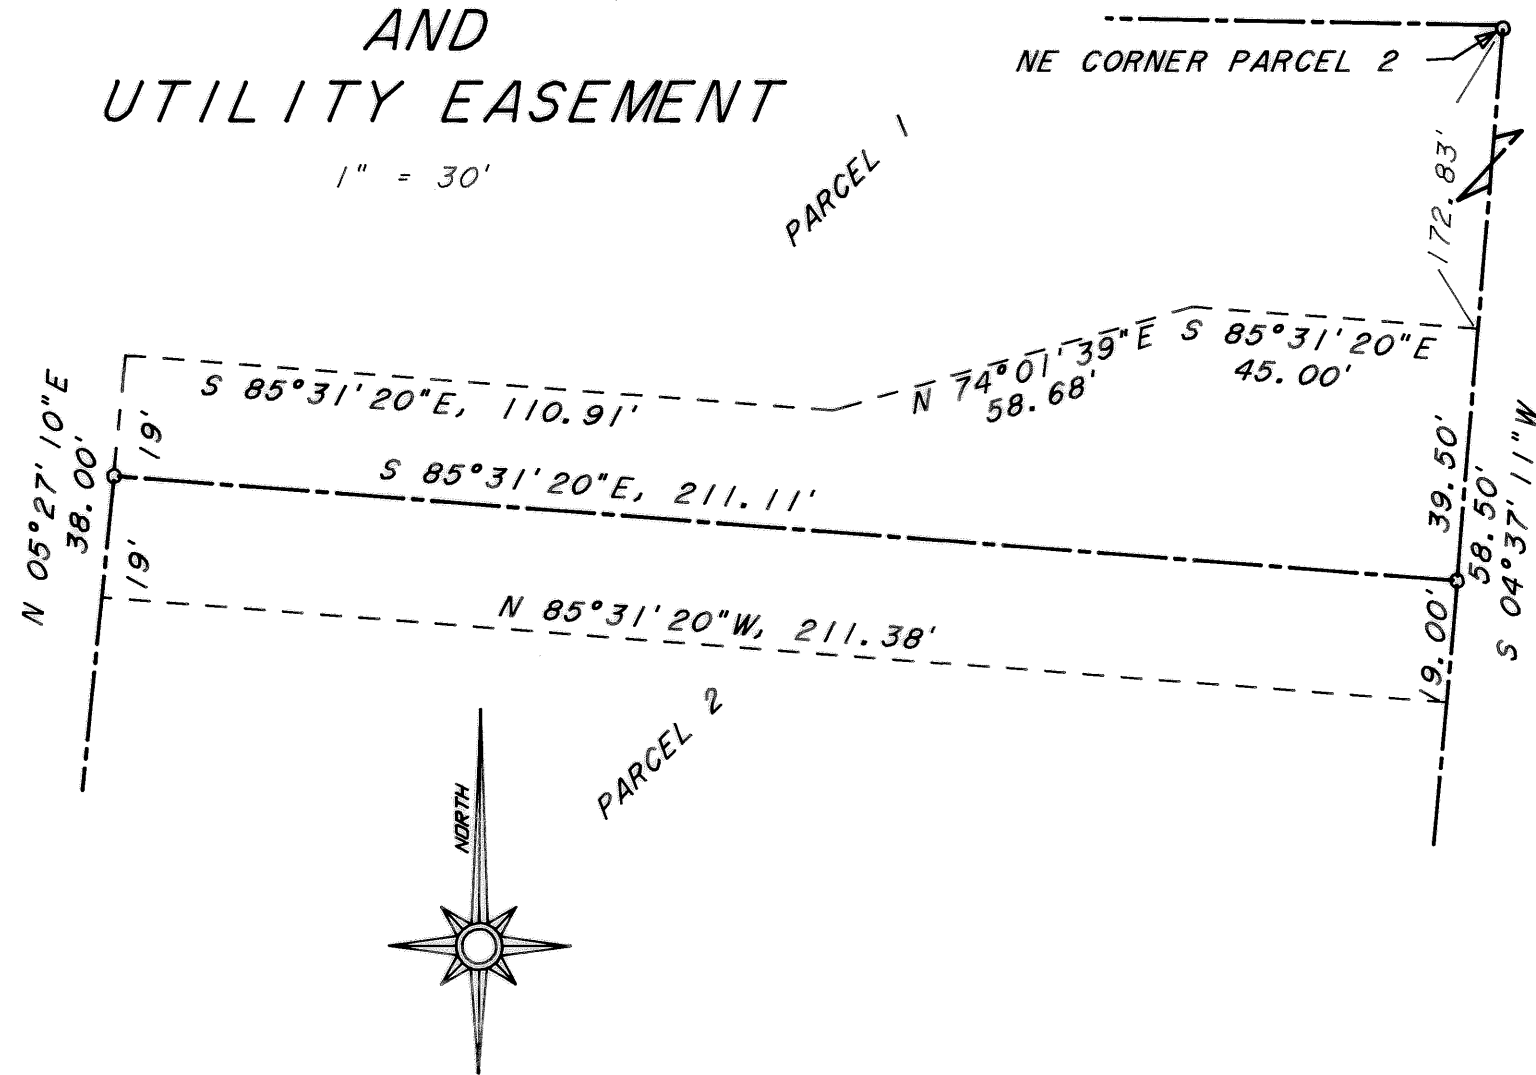 AND
UTILITY EASEMENT
1" = 30'
NE CORNER PARCEL 2
PARCEL 1
172.83'
S 85°31'20"E, 110.91'
N 74°01'39"E
58.68'
S 85°31'20"E
45.00'
N 05°27'10"E
38.00'
19'
19'
S 85°31'20"E, 211.11'
39.50'
58.50'
S 04°37'11"W
19.00'
N 85°31'20"W, 211.38'
PARCEL 2
NORTH